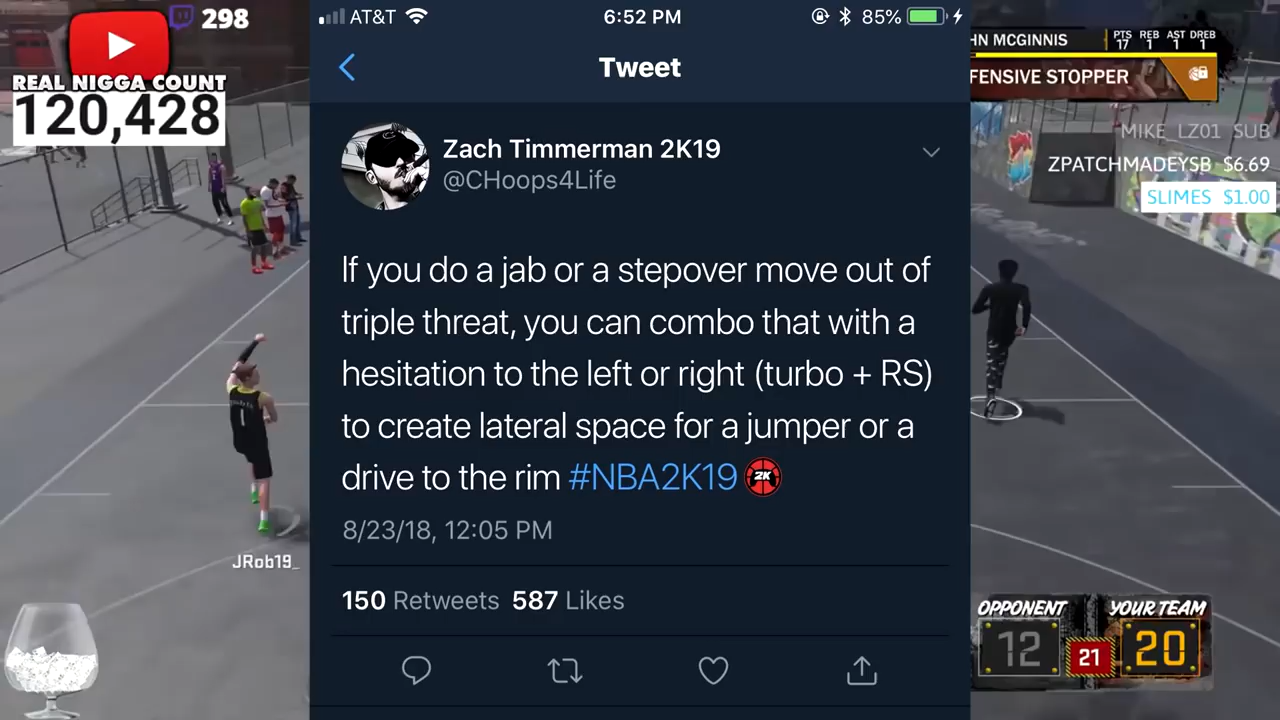 298
REAL NIGGA COUNT
120,428
AT&T 6:52 PM 85%
Tweet
Zach Timmerman 2K19
@CHoops4Life
If you do a jab or a stepover move out of
triple threat, you can combo that with a
hesitation to the left or right (turbo + RS)
to create lateral space for a jumper or a
drive to the rim #NBA2K19 2K
8/23/18, 12:05 PM
150 Retweets 587 Likes
HN MCGINNIS
PTS REB AST DREB
17 1 1 1
FENSIVE STOPPER
MIKE_LZ01 SUB
ZPATCHMADEYSB $6.69
SLIMES $1.00
1
JRob19_
OPPONENT YOUR TEAM
12 21 20